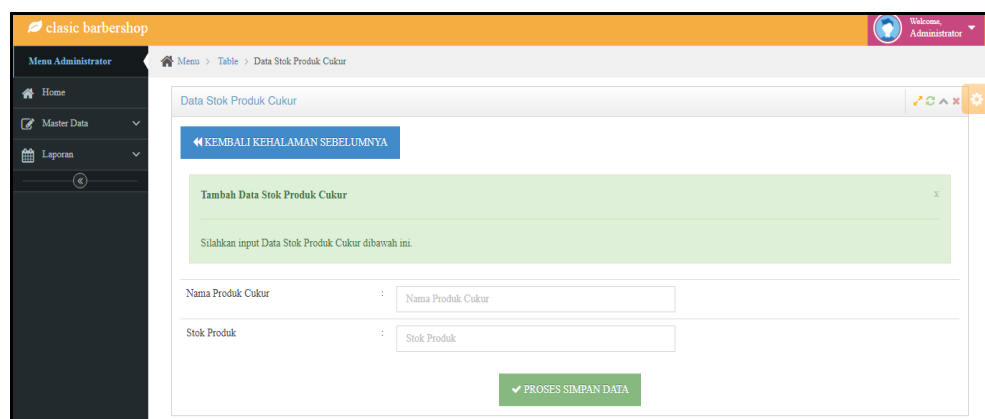 clasic barbershop
Welcome,
Administrator
Menu Administrator
Menu > Table > Data Stok Produk Cukur
Home
Master Data
Laporan
Data Stok Produk Cukur
KEMBALI KEHALAMAN SEBELUMNYA
Tambah Data Stok Produk Cukur
x
Silahkan input Data Stok Produk Cukur dibawah ini.
Nama Produk Cukur : Nama Produk Cukur
Stok Produk : Stok Produk
PROSES SIMPAN DATA